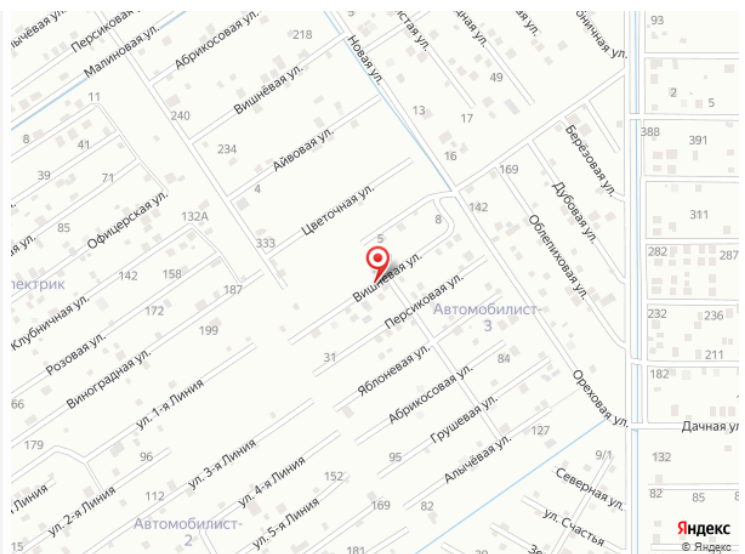 Персиковая ул.
Малиновая ул.
Абрикосовая ул.
218
Вишнёвая ул.
Новая ул.
93
2
5
11
240
234
8
41
39
71
Айвовая ул.
49
13
17
16
388
391
169
Берёзовая ул.
Дубовая ул.
4
Офицерская ул.
132А
85
Цветочная ул.
5
8
142
Облепиховая ул.
311
333
282
287
142
158
187
Вишнёвая ул.
Персиковая ул.
Автомобилист-
3
Клубничная ул.
172
199
232
236
Розовая ул.
31
211
Виноградная ул.
Яблоневая ул.
84
182
66
ул. 1-я Линия
Абрикосовая ул.
Ореховая ул.
Грушевая ул.
127
Дачная ул.
179
96
ул. 3-я Линия
95
Алычёвая ул.
9/1
132
ул. 2-я Линия
112
ул. 4-я Линия
152
Северная ул.
82
85
Автомобилист-
2
ул. 5-я Линия
169
82
ул. Счастья
181
Яндекс
© Яндекс